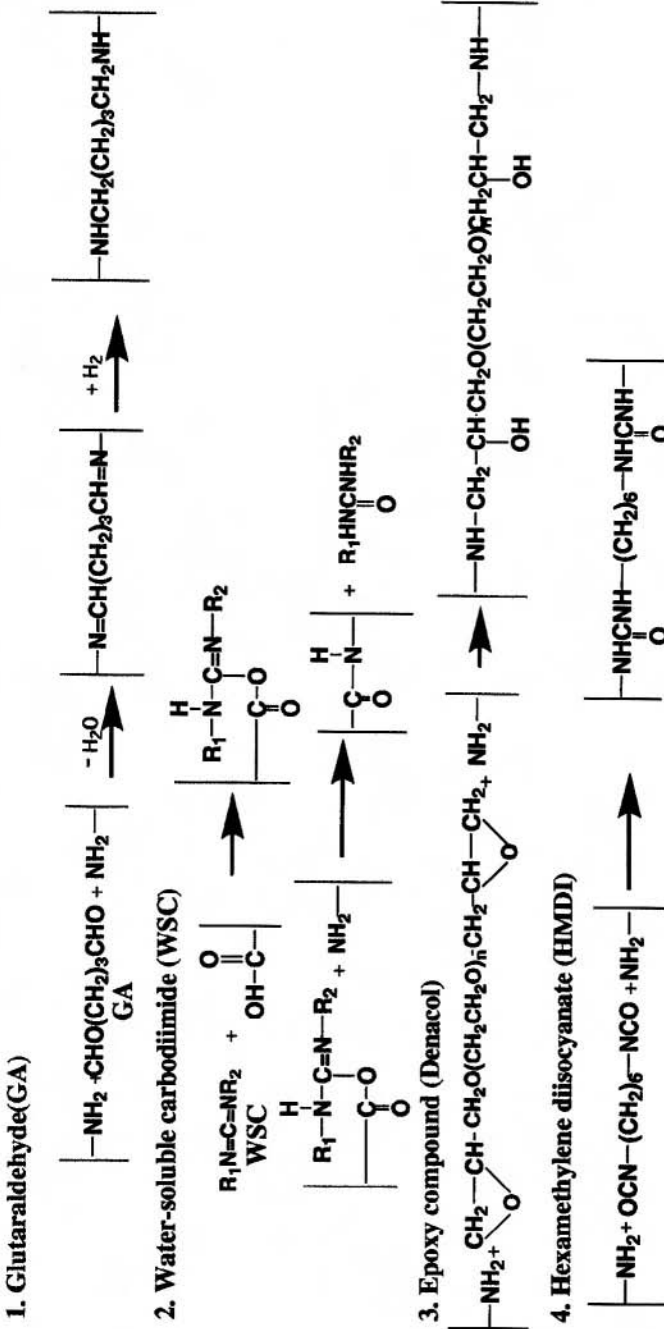 1. Glutaraldehyde(GA)
—NH2 +CHO(CH2)3CHO + NH2—
GA
- H2O
—N=CH(CH2)3CH=N—
+ H2
—NHCH2(CH2)3CH2NH—
2. Water-soluble carbodiimide (WSC)
R1N=C=NR2
WSC
+
O
OH—C—
H
R1—N—C=N—R2
O
C
O
H
R1—N—C=N—R2
O
C
O
+ NH2—
H
—C—N—
O
+ R1HNCNHR2
O
3. Epoxy compound (Denacol)
—NH2+ CH2—CH-CH2O(CH2CH2O)n-CH2—CH—CH2+ NH2—
O
O
—NH—CH2—CH·CH2O(CH2CH2O)nCH2CH—CH2—NH—
OH
OH
4. Hexamethylene diisocyanate (HMDI)
—NH2+ OCN—(CH2)6—NCO +NH2—
—NHCNH—(CH2)6—NHCNH—
O
O